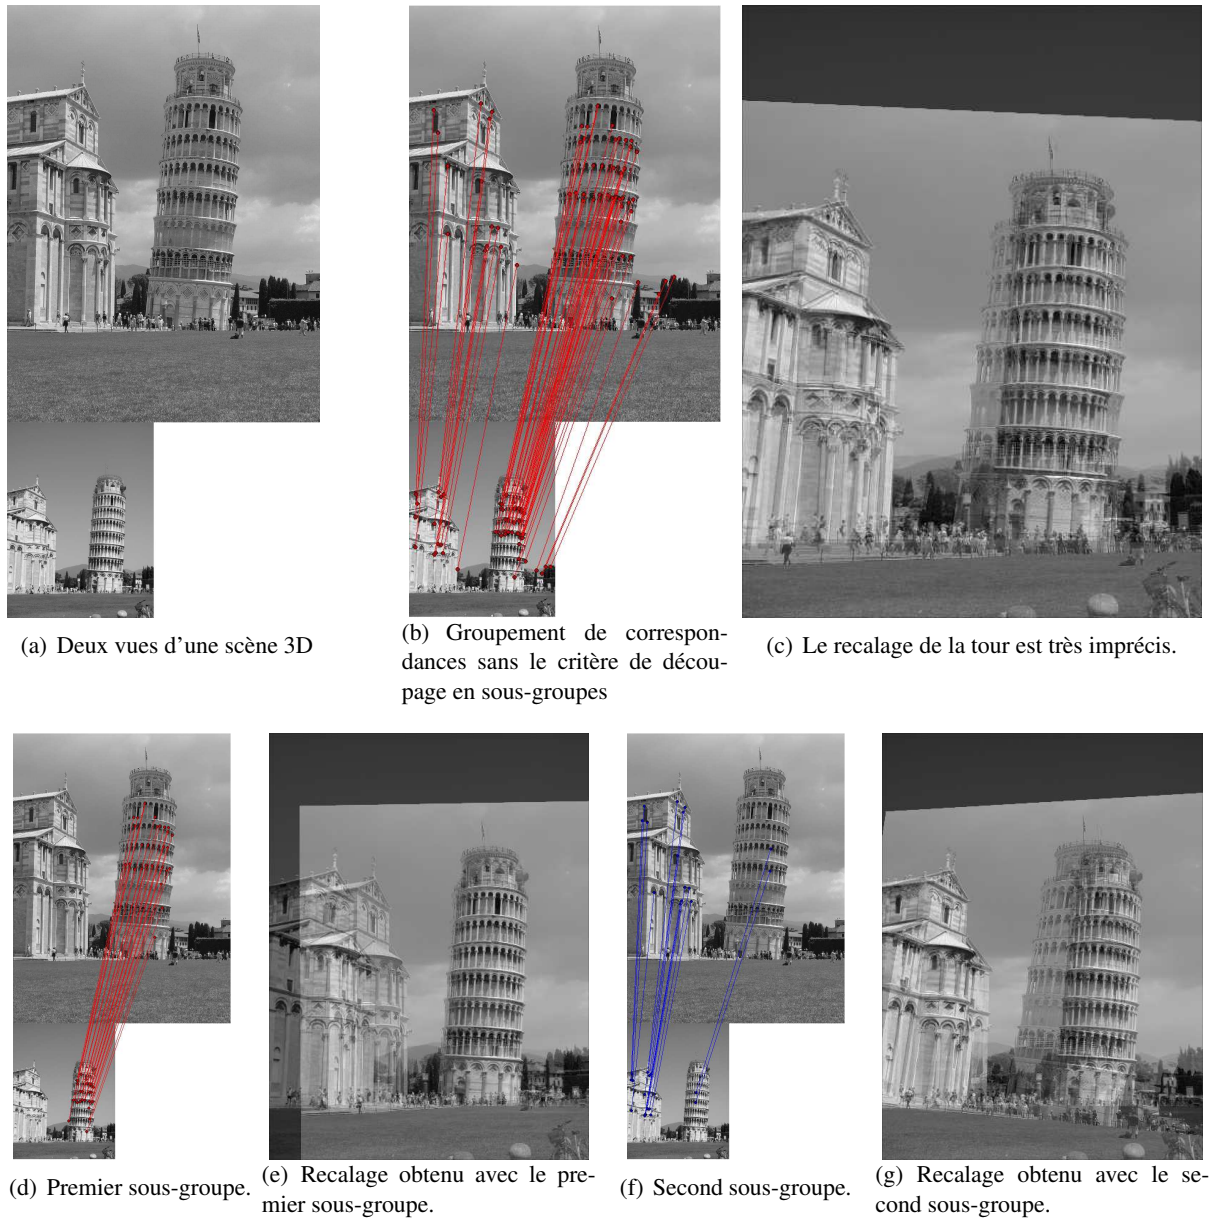 (a) Deux vues d'une scène 3D
(b) Groupement de correspon-
dances sans le critère de décou-
page en sous-groupes
(c) Le recalage de la tour est très imprécis.
(d) Premier sous-groupe.
(e) Recalage obtenu avec le pre-
mier sous-groupe.
(f) Second sous-groupe.
(g) Recalage obtenu avec le se-
cond sous-groupe.